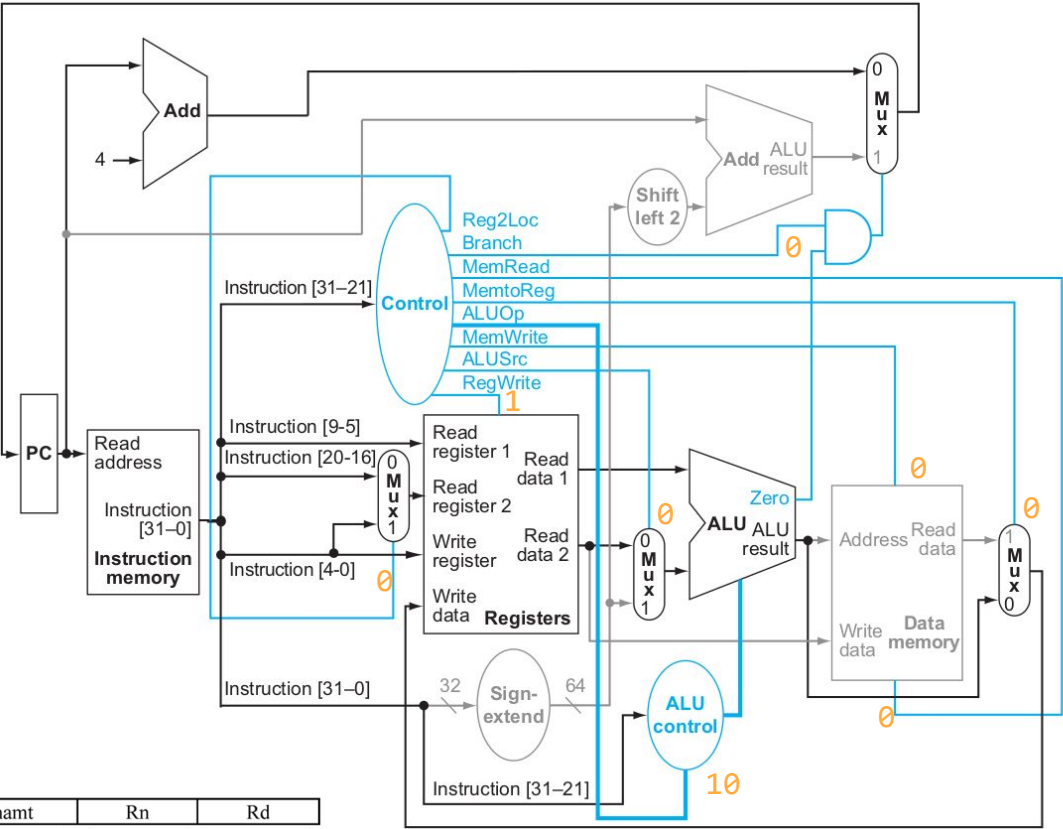 0
Mux
1
Add
4
Add
ALU
result
Shift
left 2
Reg2Loc
Branch
0
MemRead
Instruction [31–21]
MemtoReg
Control
ALUOp
MemWrite
ALUSrc
RegWrite
1
Instruction [9-5]
Instruction [20-16]
0
Mux
1
0
Instruction [4-0]
PC
Read
address
Instruction
[31–0]
Instruction
memory
Read
register 1
Read
register 2
Write
register
Write
data
Read
data 1
Read
data 2
Registers
0
0
Mux
1
Zero
ALU
ALU
result
0
Address
Read
data
Write
data
Data
memory
0
0
1
Mux
0
Instruction [31–0]
32
Sign-
extend
64
ALU
control
10
Instruction [31–21]
Rn
Rd